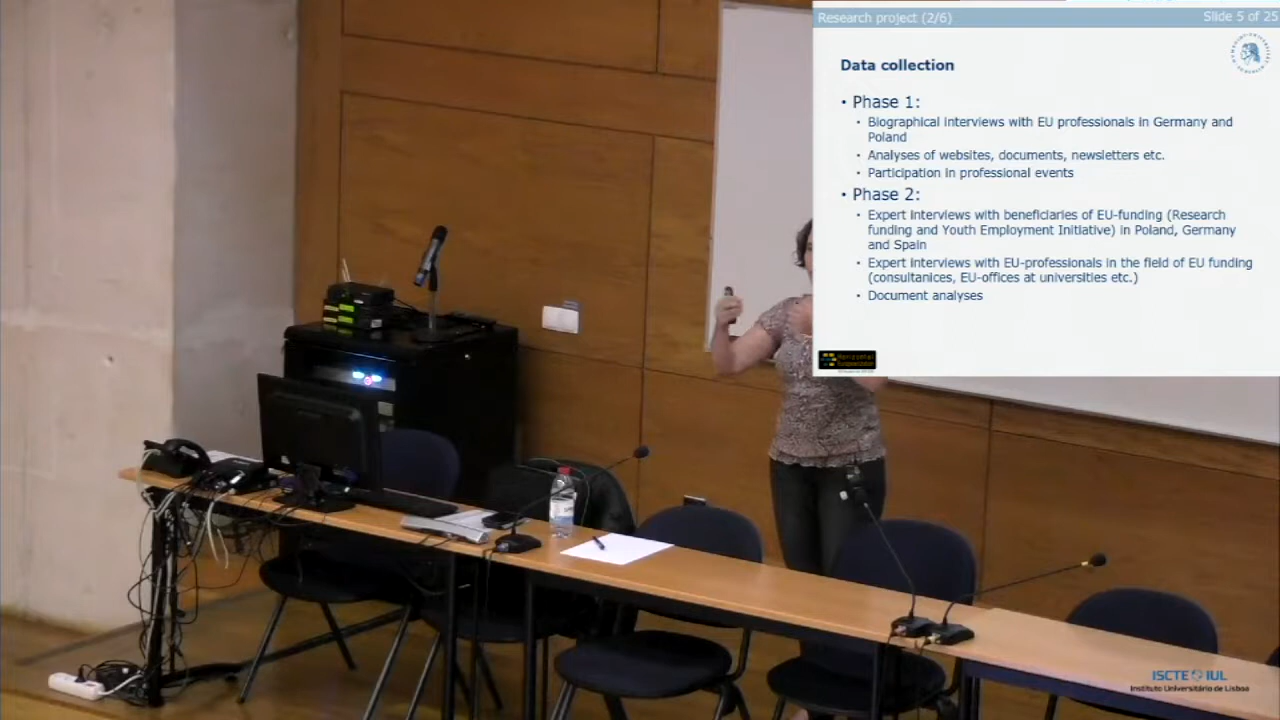 Research project (2/6)
Slide 5 of 25
Data collection
• Phase 1:
• Biographical interviews with EU professionals in Germany and
Poland
• Analyses of websites, documents, newsletters etc.
• Participation in professional events
• Phase 2:
• Expert interviews with beneficiaries of EU-funding (Research
funding and Youth Employment Initiative) in Poland, Germany
and Spain
• Expert interviews with EU-professionals in the field of EU funding
(consultanices, EU-offices at universities etc.)
• Document analyses
ISCTE IUL
Instituto Universitário de Lisboa